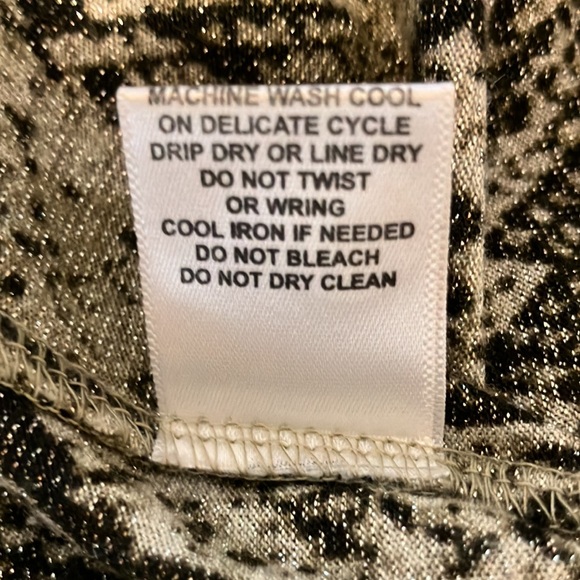 MACHINE WASH COOL
ON DELICATE CYCLE
DRIP DRY OR LINE DRY
DO NOT TWIST
OR WRING
COOL IRON IF NEEDED
DO NOT BLEACH
DO NOT DRY CLEAN